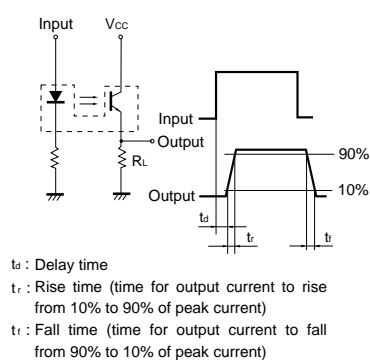 Input Vcc
Input
Output
RL
90%
10%
Output
td
tr
tf
td : Delay time
tr : Rise time (time for output current to rise
from 10% to 90% of peak current)
tf : Fall time (time for output current to fall
from 90% to 10% of peak current)